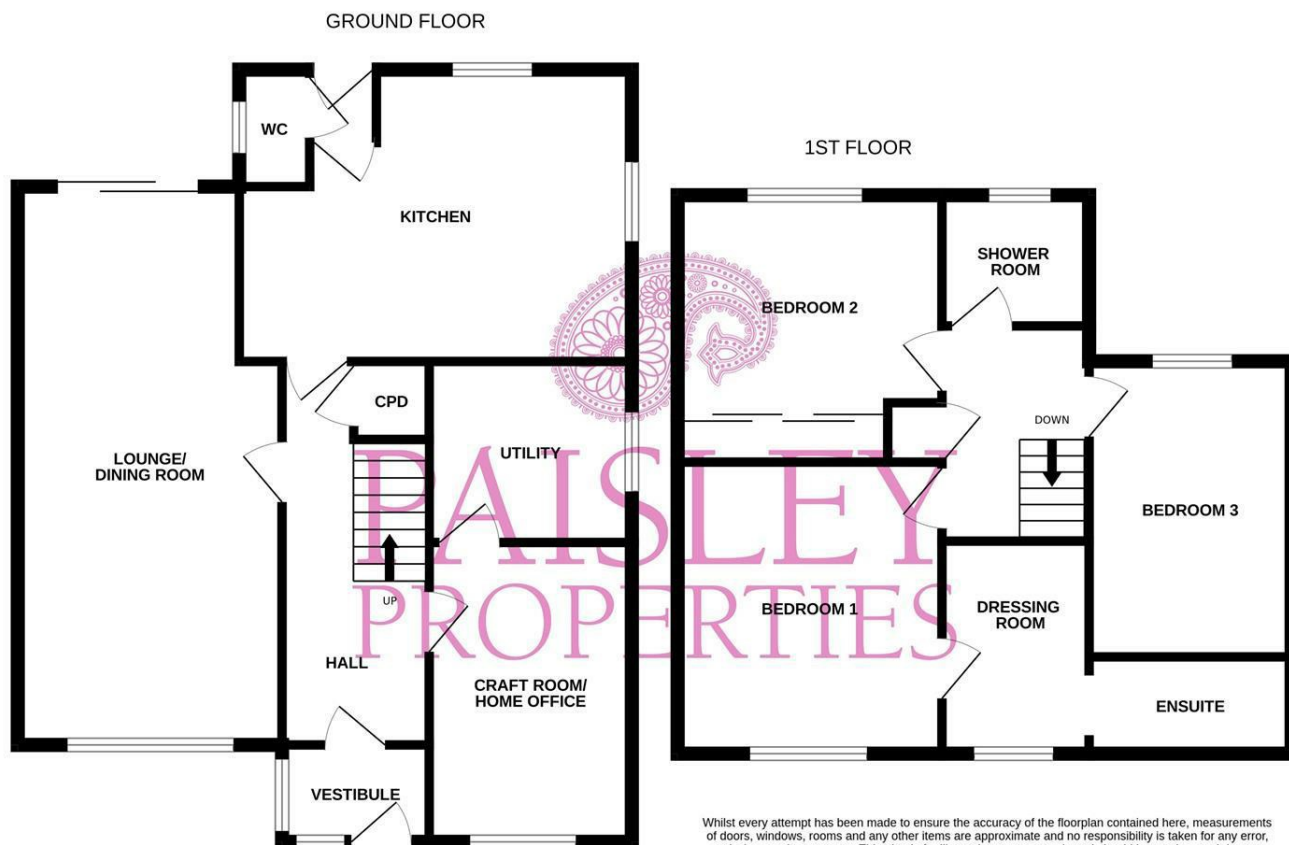 GROUND FLOOR
WC
KITCHEN
CPD
LOUNGE/
DINING ROOM
UTILITY
UP
HALL
CRAFT ROOM/
HOME OFFICE
VESTIBULE
1ST FLOOR
SHOWER
ROOM
BEDROOM 2
DOWN
BEDROOM 3
BEDROOM 1
DRESSING
ROOM
ENSUITE
PAISLEY
PROPERTIES
Whilst every attempt has been made to ensure the accuracy of the floorplan contained here, measurements
of doors, windows, rooms and any other items are approximate and no responsibility is taken for any error,